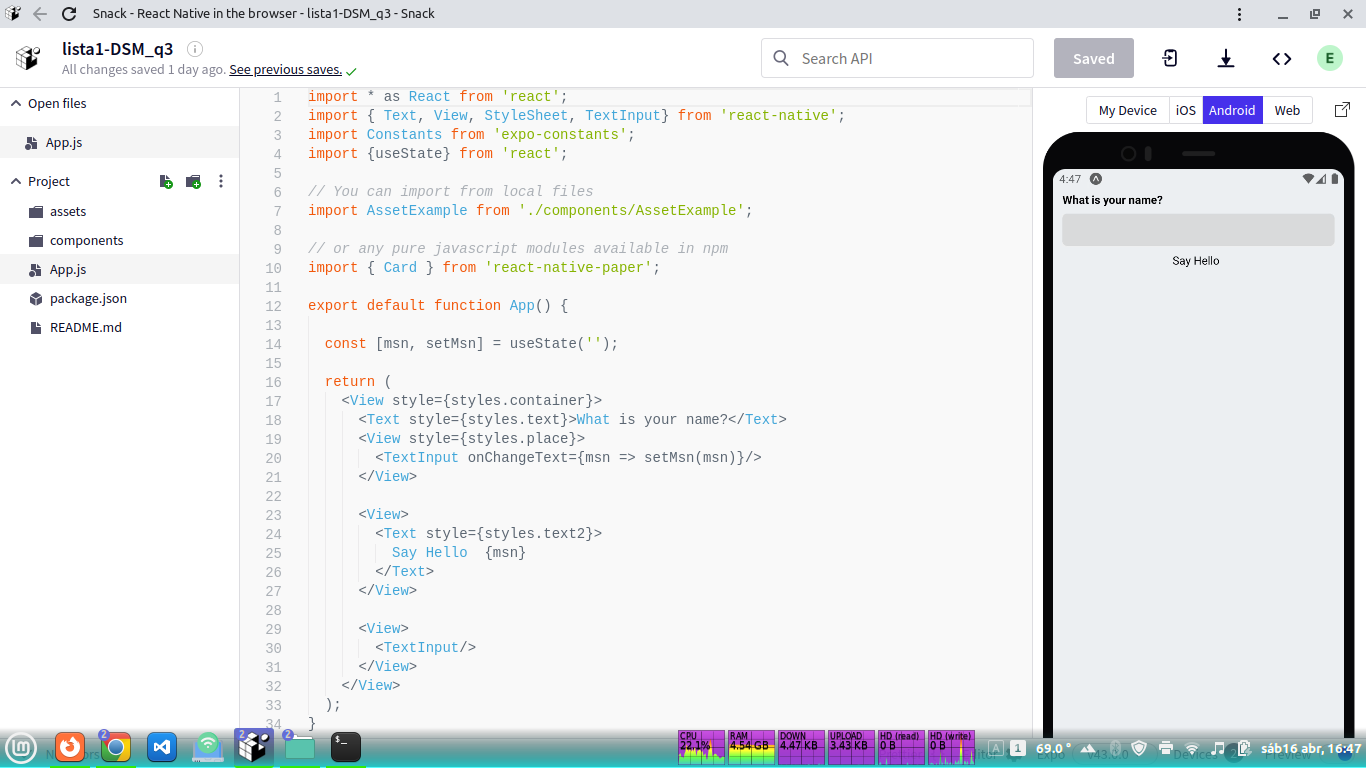 Snack - React Native in the browser - lista1-DSM_q3 - Snack
lista1-DSM_q3
All changes saved 1 day ago. See previous saves.
Search API
Saved
E
Open files
App.js
Project
assets
components
App.js
package.json
README.md
1 import * as React from 'react';
2 import { Text, View, StyleSheet, TextInput} from 'react-native';
3 import Constants from 'expo-constants';
4 import {useState} from 'react';
5
6 // You can import from local files
7 import AssetExample from './components/AssetExample';
8
9 // or any pure javascript modules available in npm
10 import { Card } from 'react-native-paper';
11
12 export default function App() {
13
14 const [msn, setMsn] = useState('');
15
16 return (
17 <View style={styles.container}>
18 <Text style={styles.text}>What is your name?</Text>
19 <View style={styles.place}>
20 <TextInput onChangeText={msn => setMsn(msn)}/>
21 </View>
22
23 <View>
24 <Text style={styles.text2}>
25 Say Hello  {msn}
26 </Text>
27 </View>
28
29 <View>
30 <TextInput/>
31 </View>
32 </View>
33 );
34 }
My Device iOS Android Web
4:47
What is your name?
Say Hello
2
2
2
$_
CPU
22.1%
RAM
4.54 GB
DOWN
4.47 KB
UPLOAD
3.43 KB
HD (read)
0 B
HD (write)
0 B
A
1
69.0 °
sáb16 abr, 16:47